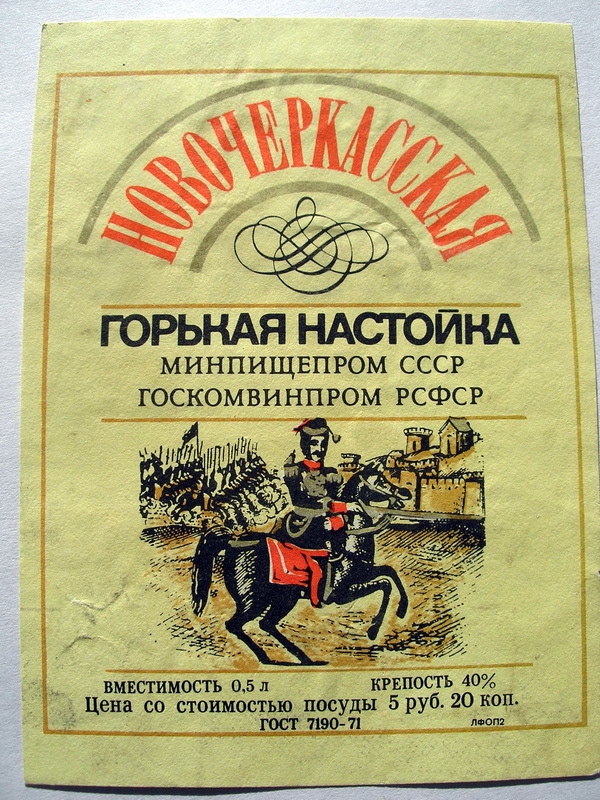 НОВОЧЕРКАССКАЯ
ГОРЬКАЯ НАСТОЙКА
МИНПИЩЕПРОМ СССР
ГОСКОМВИНПРОМ РСФСР
ВМЕСТИМОСТЬ 0,5 л КРЕПОСТЬ 40%
Цена со стоимостью посуды 5 руб. 20 коп.
ГОСТ 7190-71 ЛФОП2